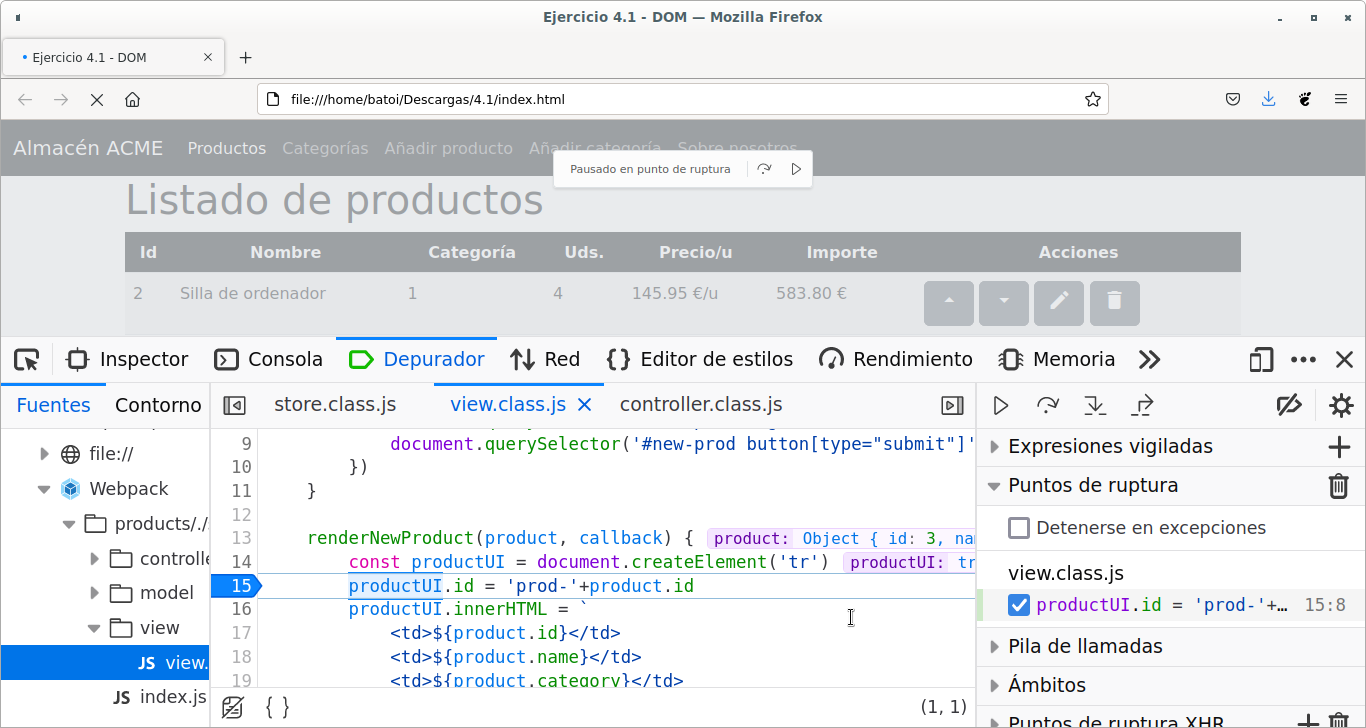 Ejercicio 4.1 - DOM — Mozilla Firefox
Ejercicio 4.1 - DOM
file:///home/batoi/Descargas/4.1/index.html
Almacén ACME Productos Categorías Añadir producto Añadir categoría Sobre nosotros
Pausado en punto de ruptura
Listado de productos
Id Nombre Categoría Uds. Precio/u Importe Acciones
2 Silla de ordenador 1 4 145.95 €/u 583.80 €
Inspector Consola Depurador Red Editor de estilos Rendimiento Memoria
Fuentes Contorno
store.class.js view.class.js controller.class.js
file://
Webpack
products/./
controlle
model
view
JS view.
JS index.js
9 document.querySelector('#new-prod button[type="submit"]'
10 })
11 }
12
13 renderNewProduct(product, callback) { product: Object { id: 3, nam
14 const productUI = document.createElement('tr') productUI: tr
15 productUI.id = 'prod-'+product.id
16 productUI.innerHTML = `
17 <td>${product.id}</td>
18 <td>${product.name}</td>
19 <td>${product.category}</td>
{ } (1, 1)
Expresiones vigiladas
Puntos de ruptura
Detenerse en excepciones
view.class.js
productUI.id = 'prod-'+… 15:8
Pila de llamadas
Ámbitos
Puntos de ruptura XHR